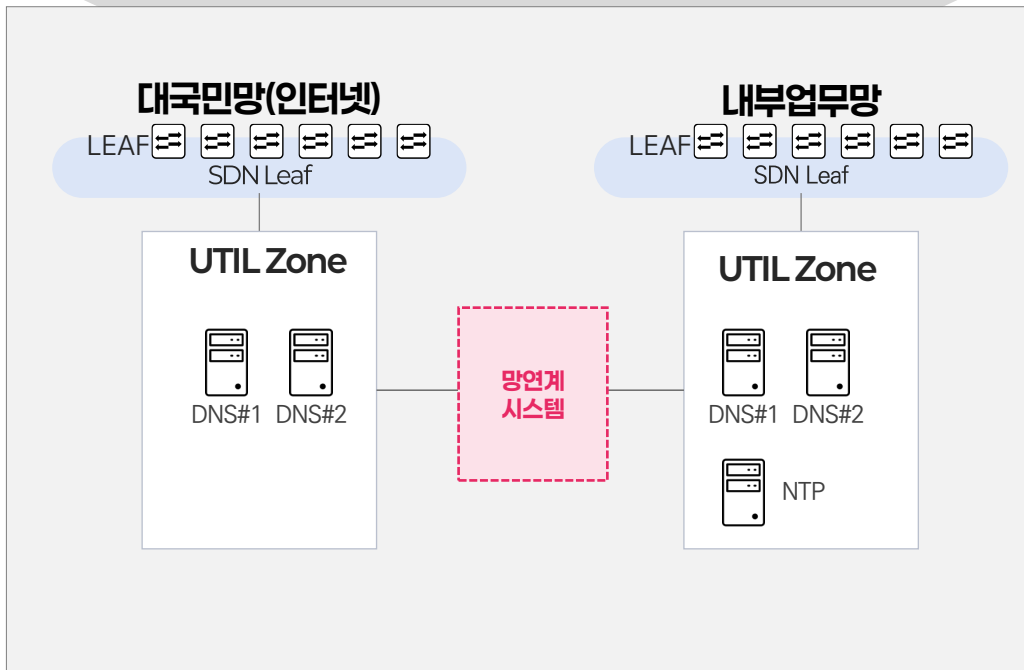 대국민망(인터넷)
LEAF
SDN Leaf
UTIL Zone
DNS#1 DNS#2
망연계
시스템
내부업무망
LEAF
SDN Leaf
UTIL Zone
DNS#1 DNS#2
NTP